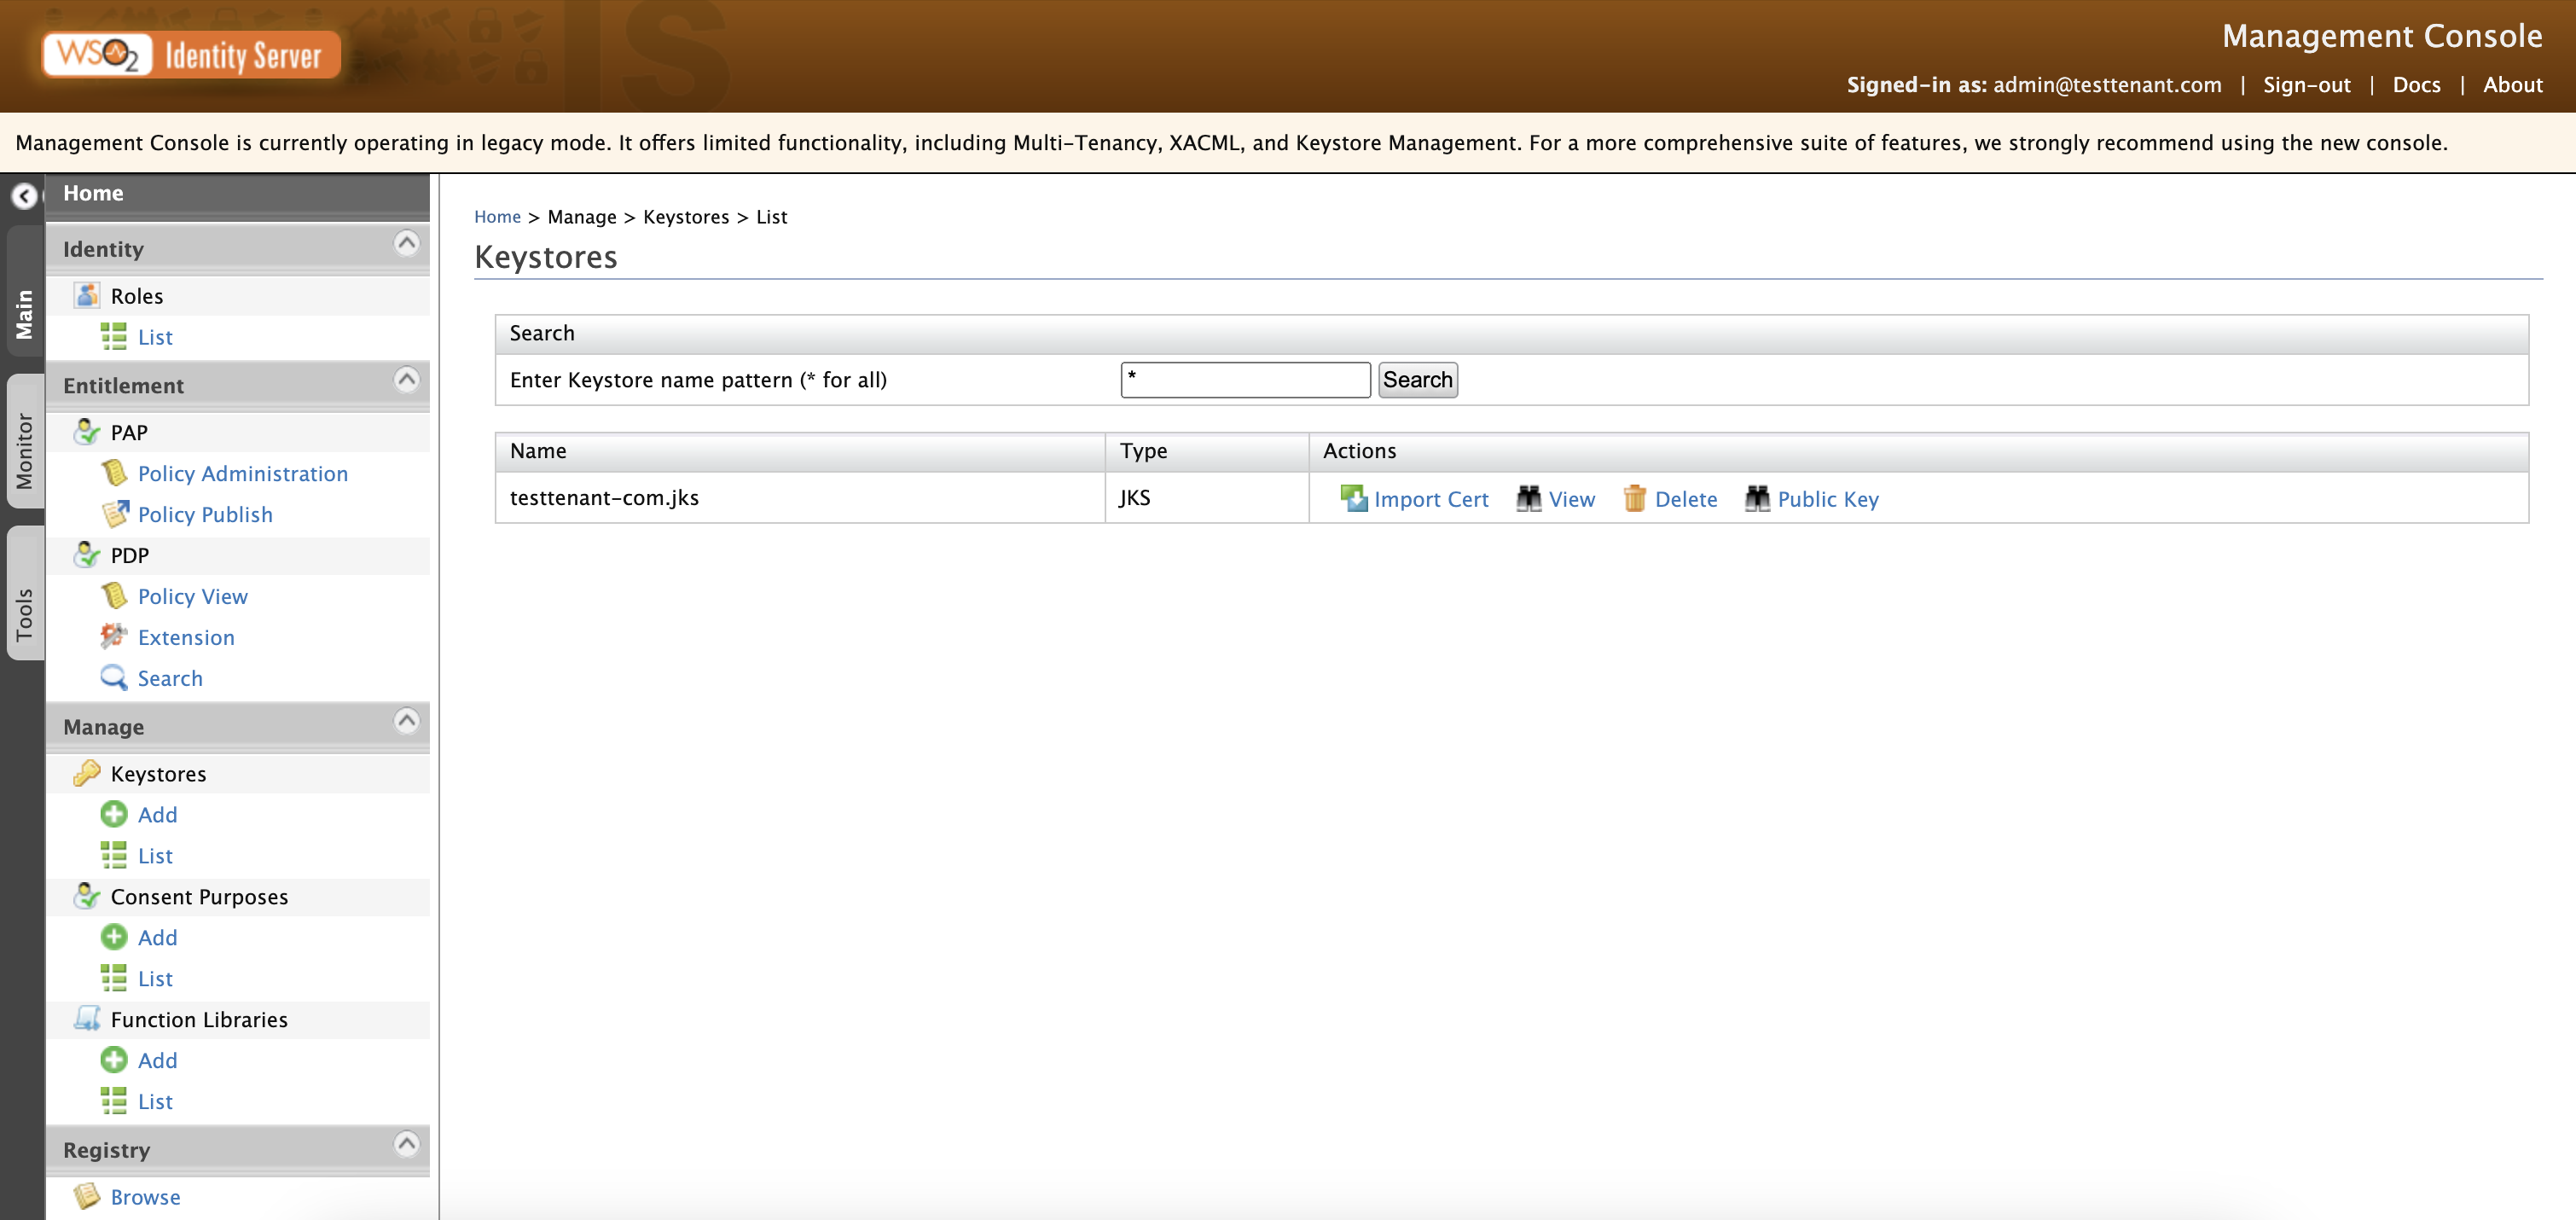 WSO2 Identity Server
Management Console
Signed-in as: admin@testtenant.com | Sign-out | Docs | About
Management Console is currently operating in legacy mode. It offers limited functionality, including Multi-Tenancy, XACML, and Keystore Management. For a more comprehensive suite of features, we strongly recommend using the new console.
Main
Monitor
Tools
Home
Identity
Roles
List
Entitlement
PAP
Policy Administration
Policy Publish
PDP
Policy View
Extension
Search
Manage
Keystores
Add
List
Consent Purposes
Add
List
Function Libraries
Add
List
Registry
Browse
Home > Manage > Keystores > List
Keystores
Search
Enter Keystore name pattern (* for all) * Search
Name Type Actions
testtenant-com.jks JKS Import Cert View Delete Public Key